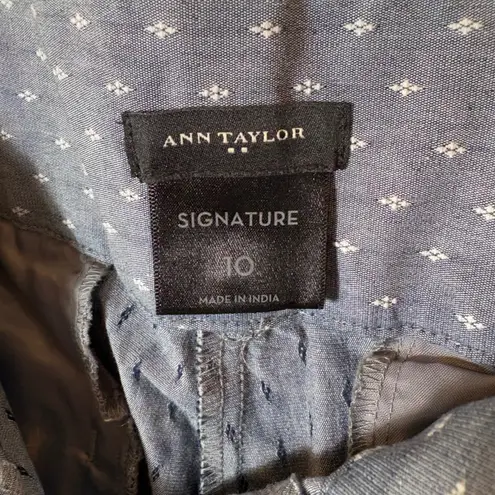 ANN TAYLOR
SIGNATURE
10
MADE IN INDIA